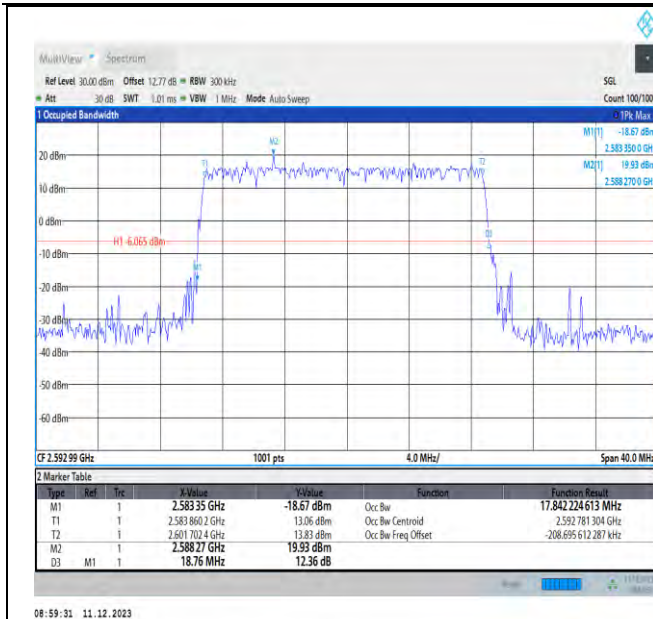 MultiView Spectrum
Ref Level 30.00 dBm Offset 12.77 dB RBW 300 kHz SGL
Att 30 dB SWT 1.01 ms VBW 1 MHz Mode Auto Sweep Count 100/100
1 Occupied Bandwidth 1Pk Max
M1[1] -18.67 dBm
2.583 350 0 GH
M2[1] 19.93 dBm
2.588 270 0 GH
M2
T1 T2
20 dBm
10 dBm
0 dBm
H1 -6.065 dBm
D3
-10 dBm
M1
-20 dBm
-30 dBm
-40 dBm
-50 dBm
-60 dBm
CF 2.592 99 GHz 1001 pts 4.0 MHz/ Span 40.0 MHz
2 Marker Table
Type Ref Trc X-Value Y-Value Function Function Result
M1 1 2.583 35 GHz -18.67 dBm Occ Bw 17.842 224 613 MHz
T1 1 2.583 860 2 GHz 13.06 dBm Occ Bw Centroid 2.592 781 304 GHz
T2 1 2.601 702 4 GHz 13.83 dBm Occ Bw Freq Offset -208.695 612 287 kHz
M2 1 2.588 27 GHz 19.93 dBm
D3 M1 1 18.76 MHz 12.36 dB
08:59:31 11.12.2023